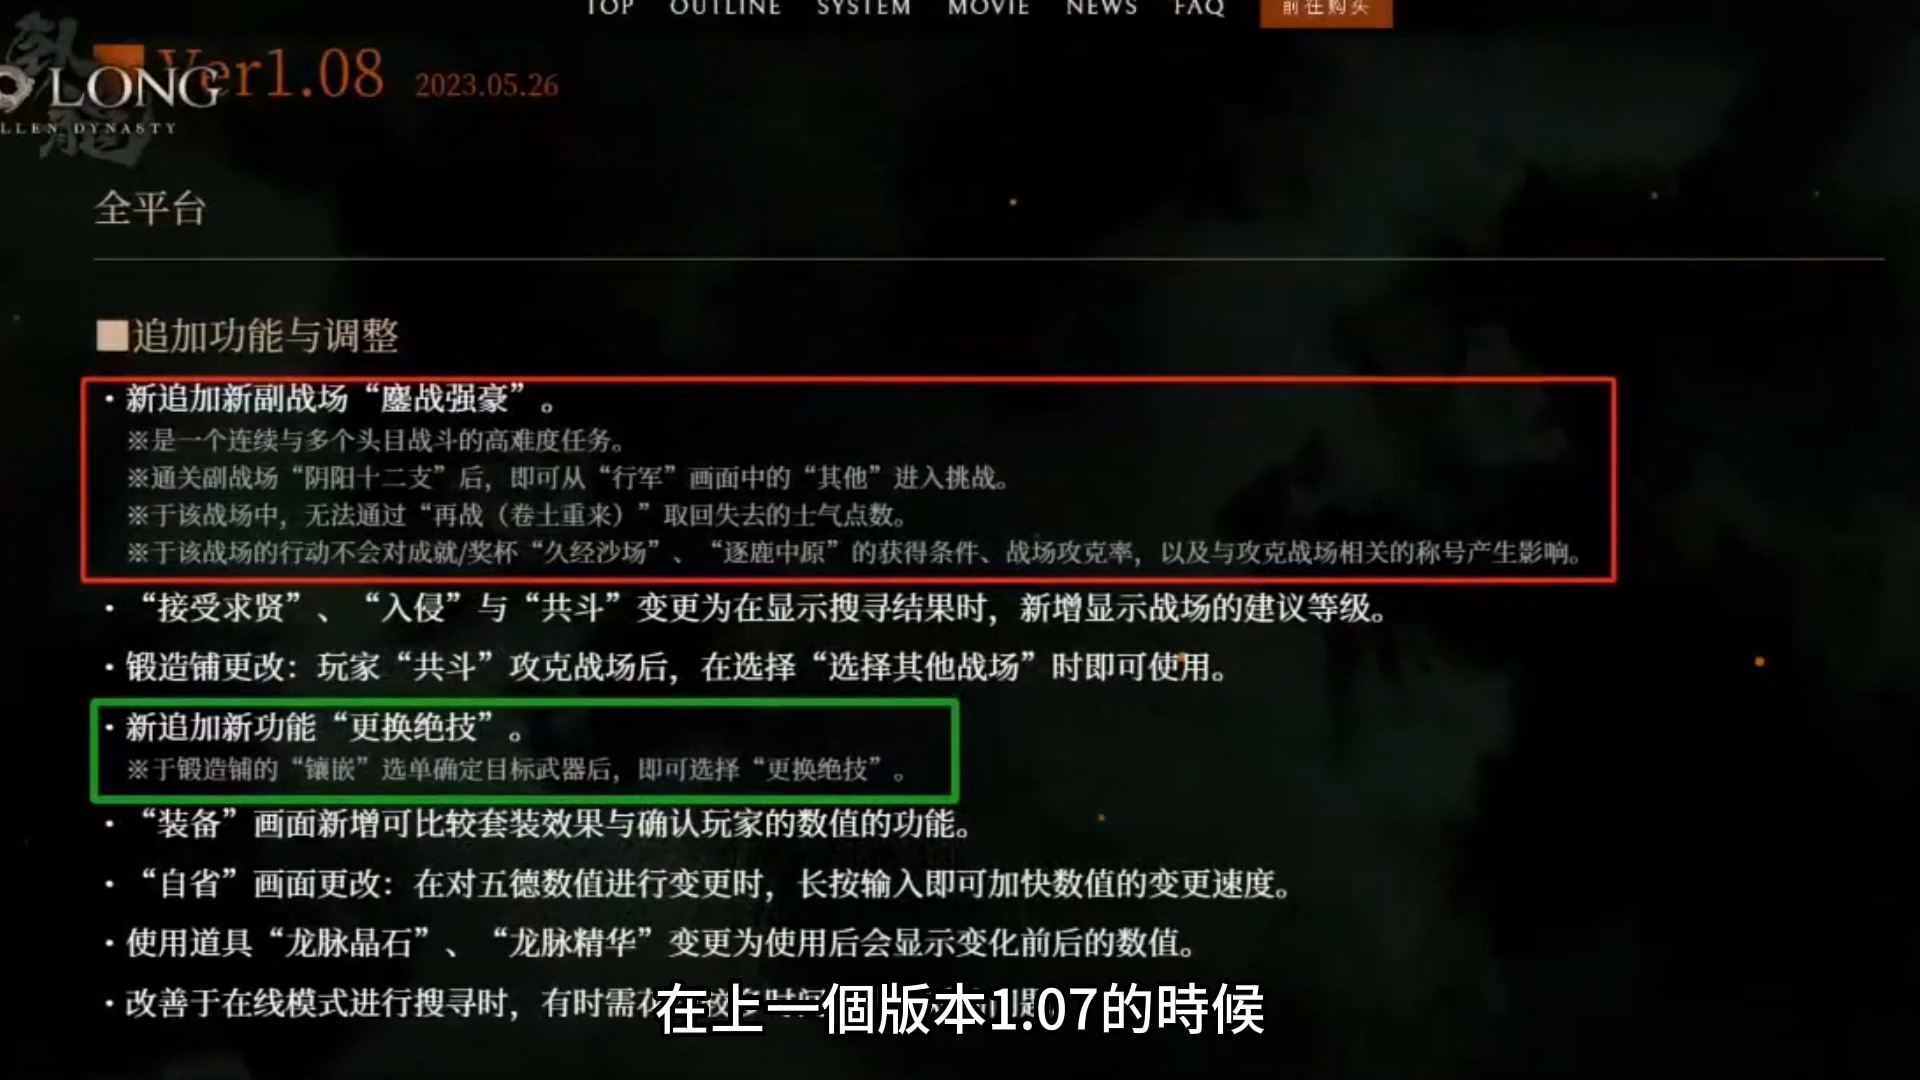 TOP OUTLINE SYSTEM MOVIE NEWS FAQ 前往购买
Ver1.08 2023.05.26
LONG
LLEN DYNASTY
全平台
■追加功能与调整
・新追加新副战场“鏖战强豪”。
※是一个连续与多个头目战斗的高难度任务。
※通关副战场“阴阳十二支”后，即可从“行军”画面中的“其他”进入挑战。
※于该战场中，无法通过“再战（卷土重来）”取回失去的士气点数。
※于该战场的行动不会对成就/奖杯“久经沙场”、“逐鹿中原”的获得条件、战场攻克率，以及与攻克战场相关的称号产生影响。
・“接受求贤”、“入侵”与“共斗”变更为在显示搜寻结果时，新增显示战场的建议等级。
・锻造铺更改：玩家“共斗”攻克战场后，在选择“选择其他战场”时即可使用。
・新追加新功能“更换绝技”。
※于锻造铺的“镶嵌”选单确定目标武器后，即可选择“更换绝技”。
・“装备”画面新增可比较套装效果与确认玩家的数值的功能。
・“自省”画面更改：在对五德数值进行变更时，长按输入即可加快数值的变更速度。
・使用道具“龙脉晶石”、“龙脉精华”变更为使用后会显示变化前后的数值。
・改善于在线模式进行搜寻时，有时需
在上一個版本1.07的時候